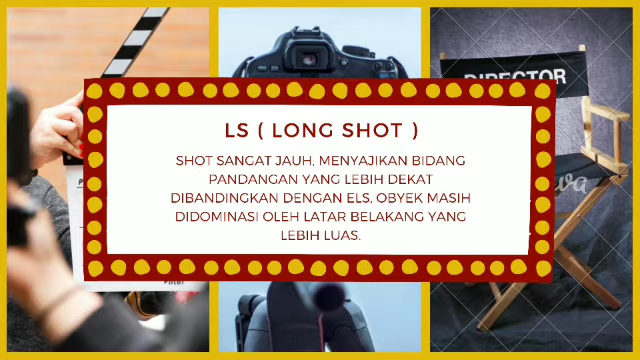 DIRECTOR
LS ( LONG SHOT )
SHOT SANGAT JAUH, MENYAJIKAN BIDANG
PANDANGAN YANG LEBIH DEKAT
DIBANDINGKAN DENGAN ELS. OBYEK MASIH
DIDOMINASI OLEH LATAR BELAKANG YANG
LEBIH LUAS.
Filter